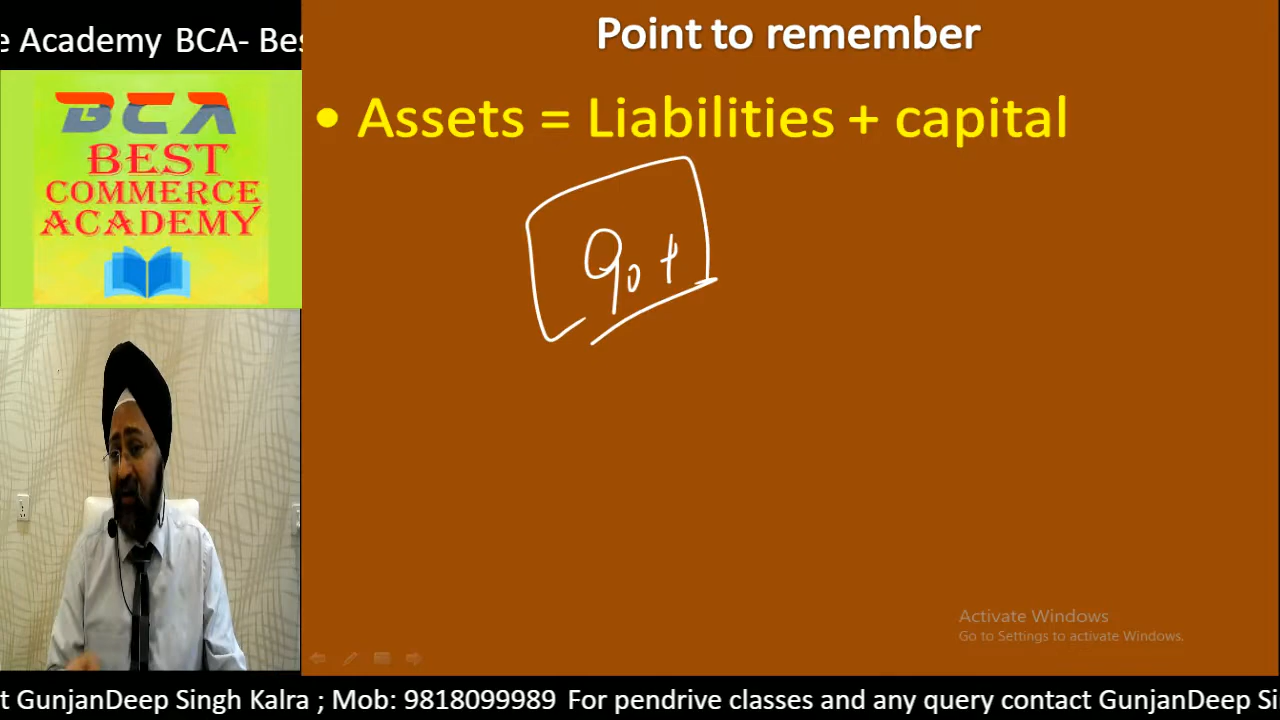 e Academy BCA- Bes
Point to remember
• Assets = Liabilities + capital
BCA
BEST
COMMERCE
ACADEMY
90 +
Activate Windows
Go to Settings to activate Windows.
t GunjanDeep Singh Kalra ; Mob: 9818099989 For pendrive classes and any query contact GunjanDeep Si